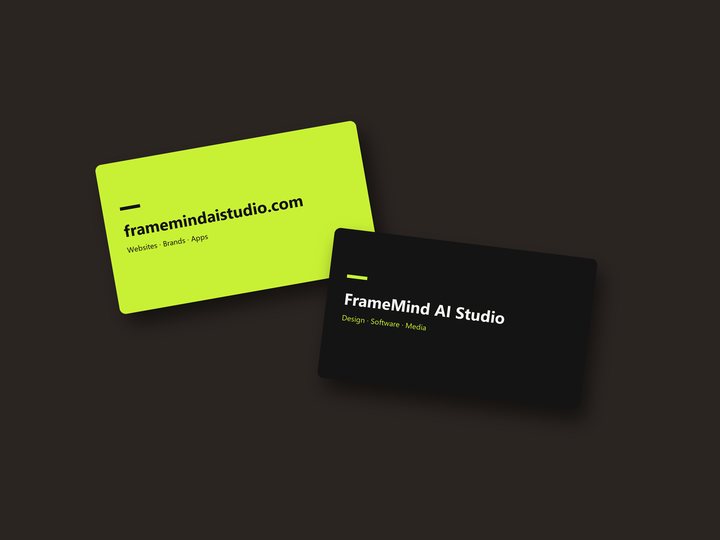 framemindaistudio.com
Websites · Brands · Apps
FrameMind AI Studio
Design · Software · Media